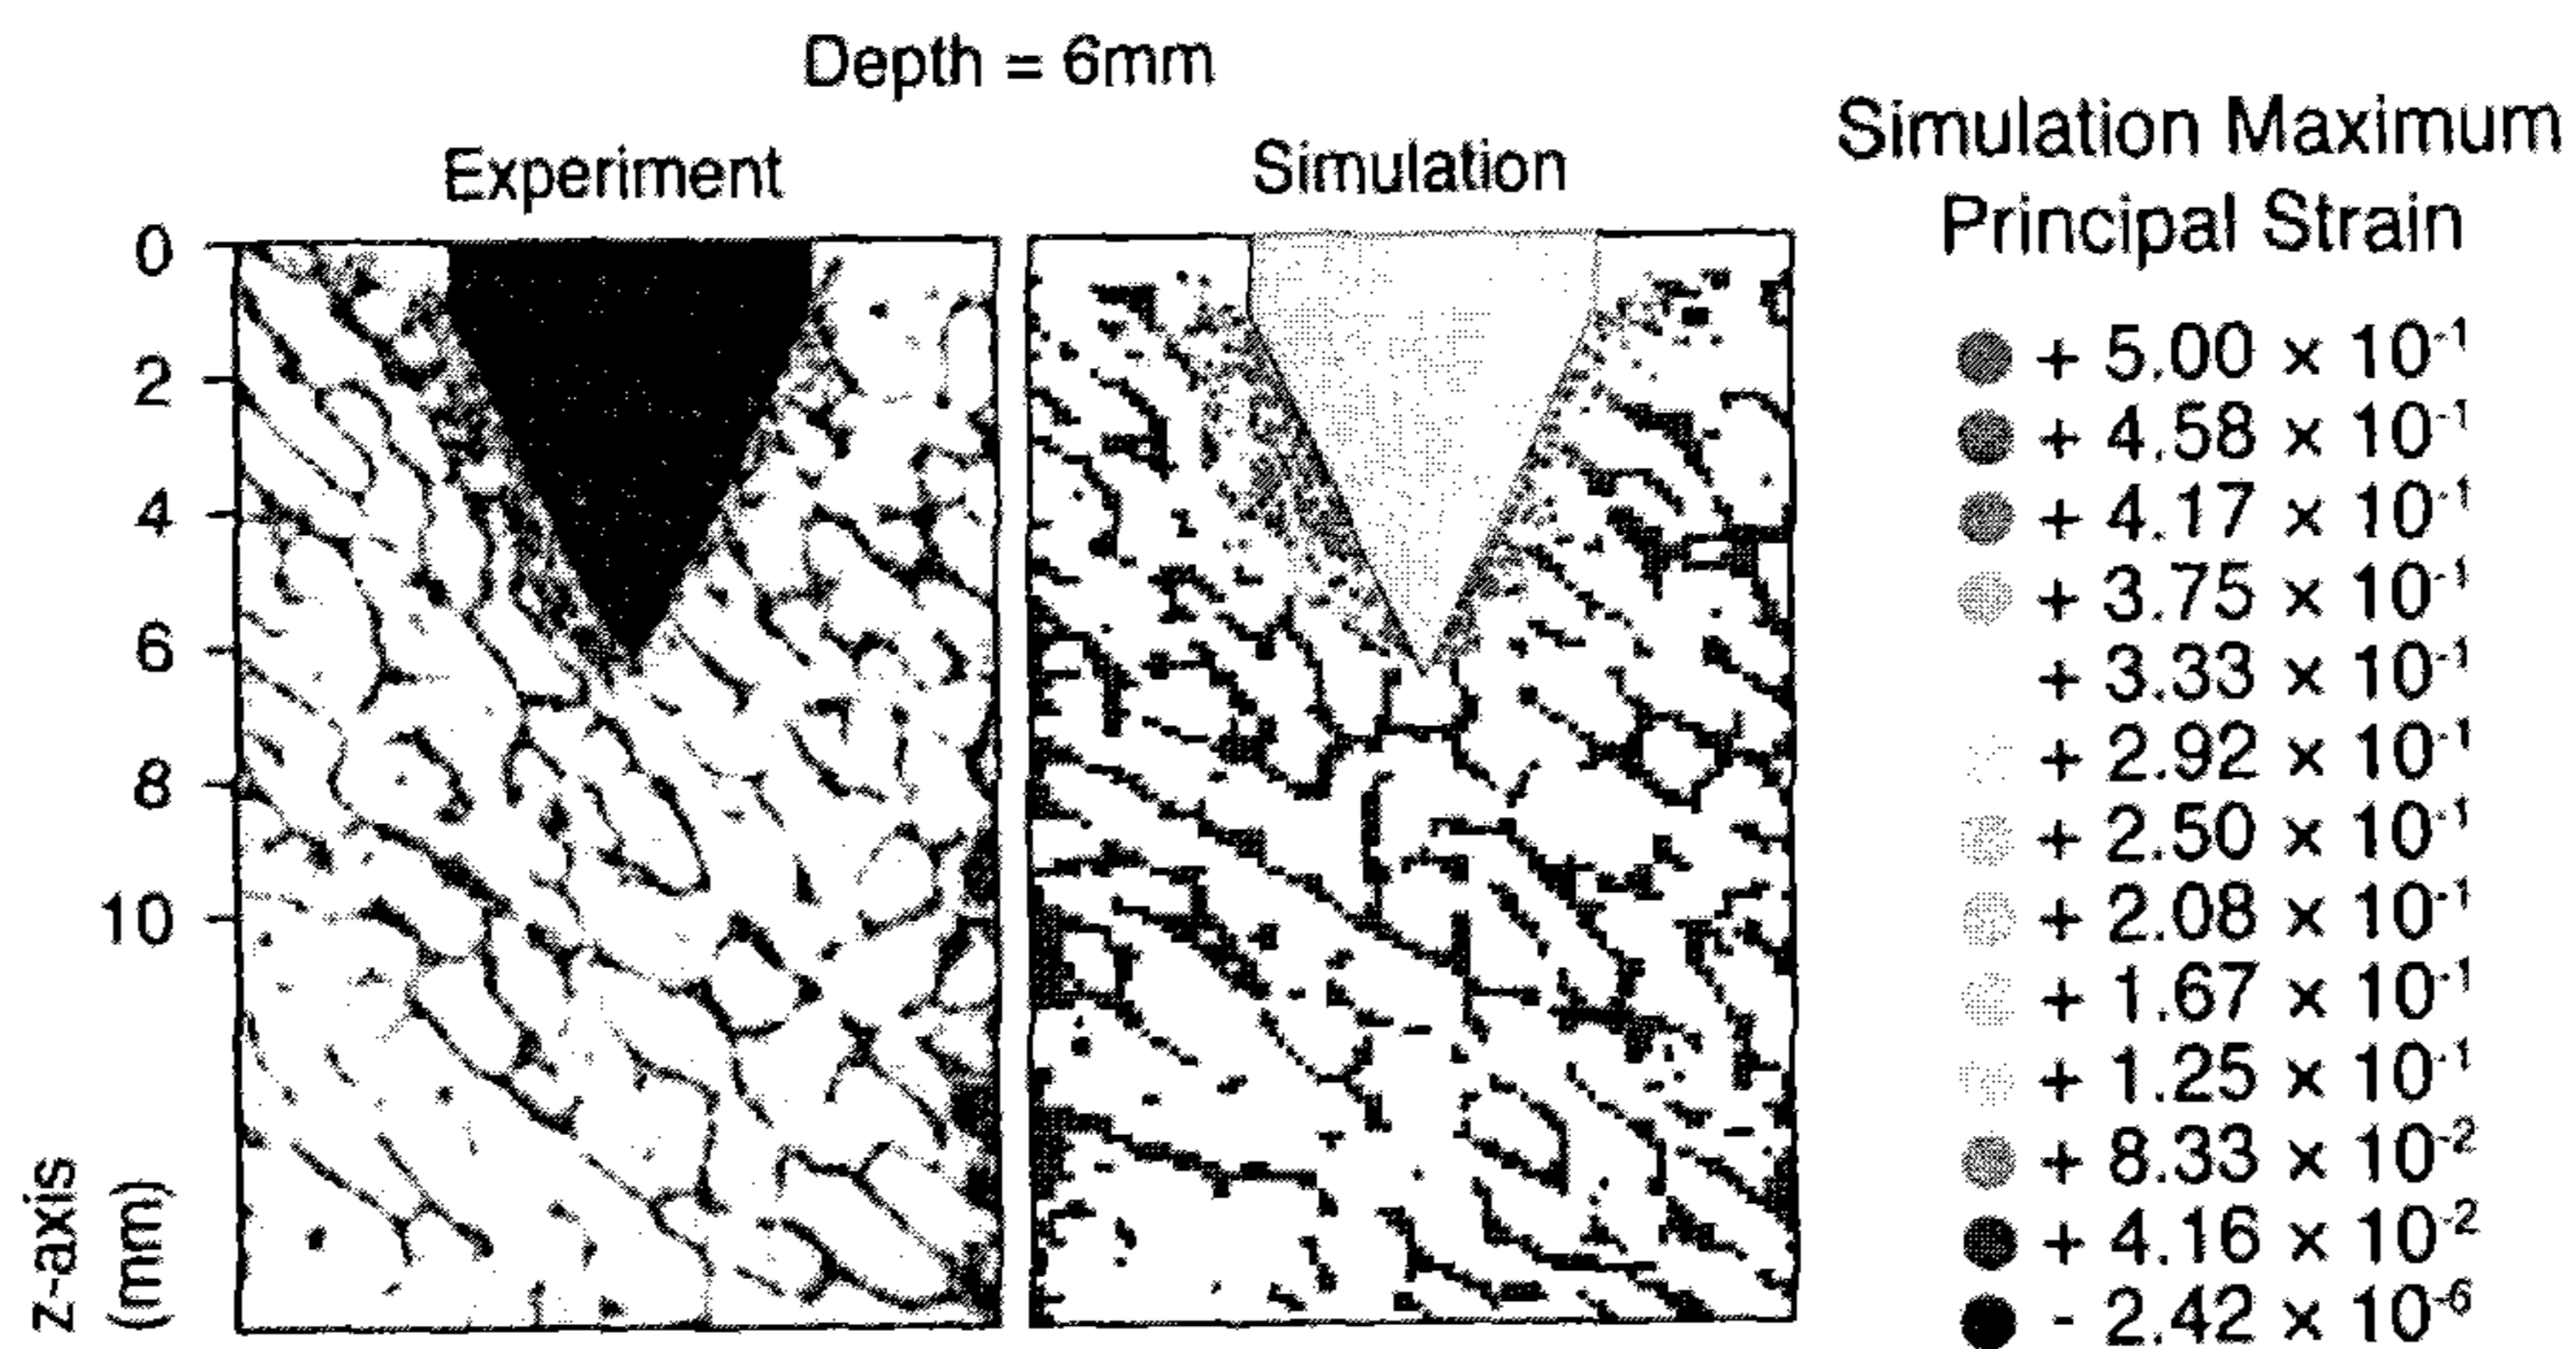 Depth = 6mm
Experiment
Simulation
0
2
4
6
8
10
z-axis
(mm)
Simulation Maximum
Principal Strain
+ 5.00 × 10-1
+ 4.58 × 10-1
+ 4.17 × 10-1
+ 3.75 × 10-1
+ 3.33 × 10-1
+ 2.92 × 10-1
+ 2.50 × 10-1
+ 2.08 × 10-1
+ 1.67 × 10-1
+ 1.25 × 10-1
+ 8.33 × 10-2
+ 4.16 × 10-2
- 2.42 × 10-6